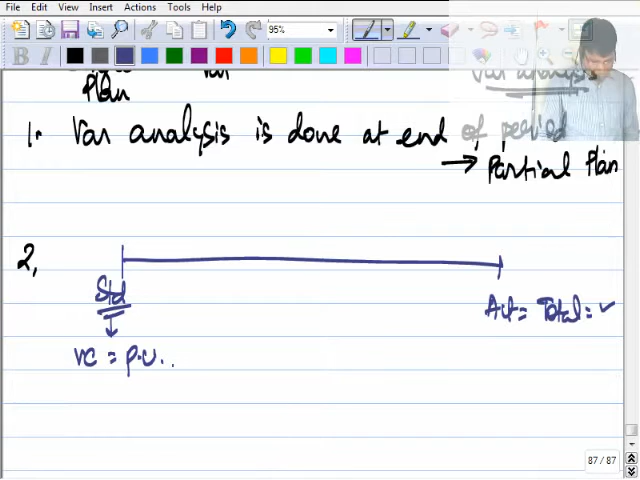 File Edit View Insert Actions Tools Help
95%
Plan Var Var analysis
1. Var analysis is done at end of period
→ Partial Plan
2,
Std
Act = Total = ✓
VC = P.U..
87 / 87